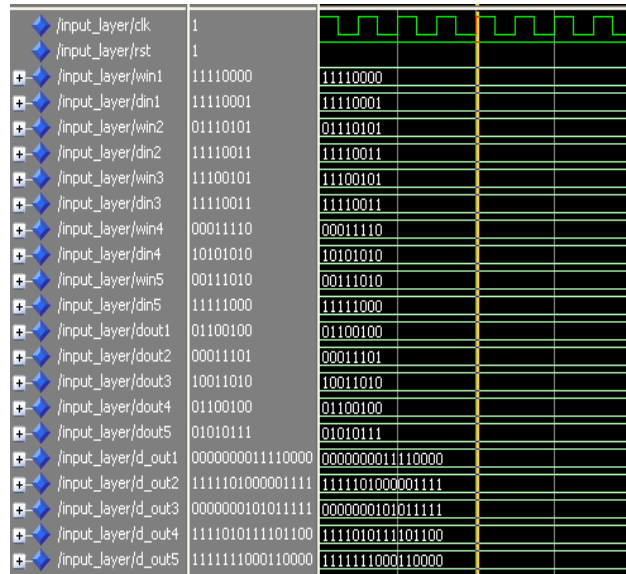 /input_layer/clk 1
/input_layer/rst 1
/input_layer/win1 11110000 11110000
/input_layer/din1 11110001 11110001
/input_layer/win2 01110101 01110101
/input_layer/din2 11110011 11110011
/input_layer/win3 11100101 11100101
/input_layer/din3 11110011 11110011
/input_layer/win4 00011110 00011110
/input_layer/din4 10101010 10101010
/input_layer/win5 00111010 00111010
/input_layer/din5 11111000 11111000
/input_layer/dout1 01100100 01100100
/input_layer/dout2 00011101 00011101
/input_layer/dout3 10011010 10011010
/input_layer/dout4 01100100 01100100
/input_layer/dout5 01010111 01010111
/input_layer/d_out1 0000000011110000 0000000011110000
/input_layer/d_out2 1111101000001111 1111101000001111
/input_layer/d_out3 0000000101011111 0000000101011111
/input_layer/d_out4 1111010111101100 1111010111101100
/input_layer/d_out5 1111111000110000 1111111000110000